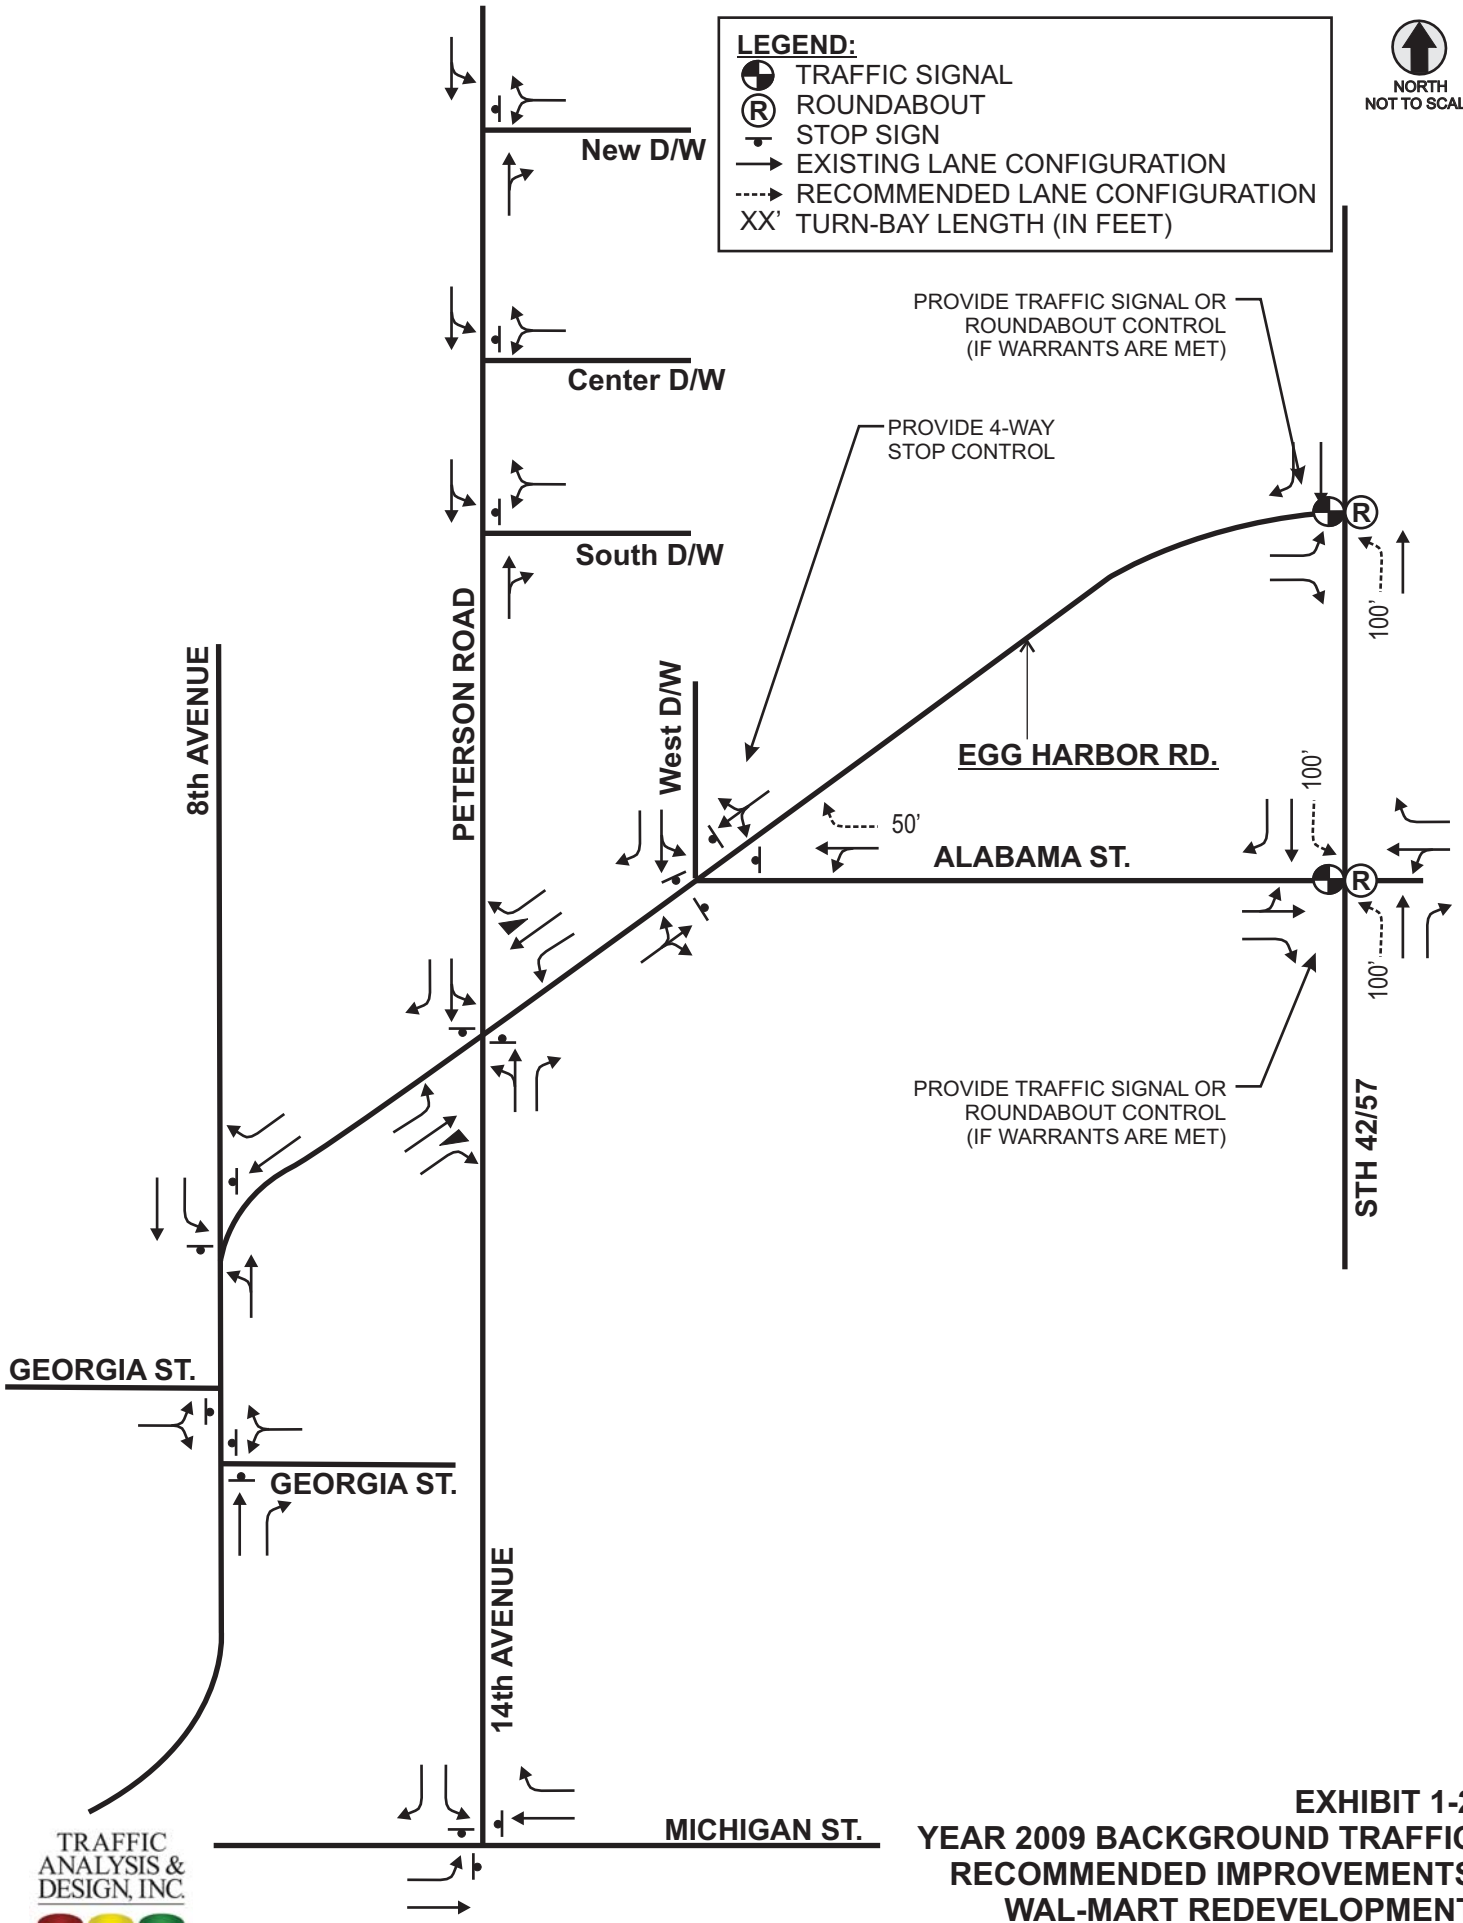 LEGEND:
TRAFFIC SIGNAL
R ROUNDABOUT
STOP SIGN
EXISTING LANE CONFIGURATION
RECOMMENDED LANE CONFIGURATION
XX' TURN-BAY LENGTH (IN FEET)
NORTH
NOT TO SCAL
New D/W
Center D/W
South D/W
PROVIDE TRAFFIC SIGNAL OR
ROUNDABOUT CONTROL
(IF WARRANTS ARE MET)
PROVIDE 4-WAY
STOP CONTROL
R
100'
8th AVENUE
PETERSON ROAD
West D/W
EGG HARBOR RD.
100'
50'
ALABAMA ST.
R
100'
PROVIDE TRAFFIC SIGNAL OR
ROUNDABOUT CONTROL
(IF WARRANTS ARE MET)
STH 42/57
GEORGIA ST.
GEORGIA ST.
14th AVENUE
MICHIGAN ST.
TRAFFIC
ANALYSIS &
DESIGN, INC.
EXHIBIT 1-2
YEAR 2009 BACKGROUND TRAFFIC
RECOMMENDED IMPROVEMENTS
WAL-MART REDEVELOPMENT